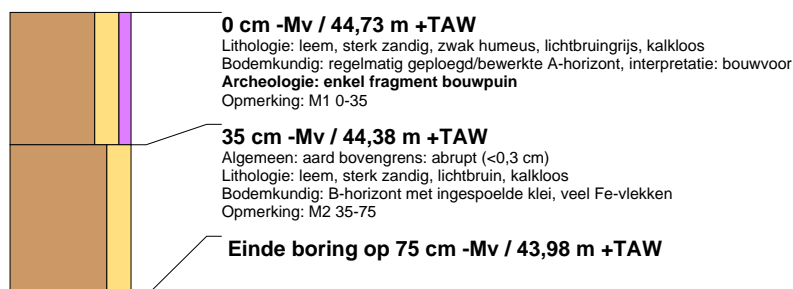 0 cm -Mv / 44,73 m +TAW
Lithologie: leem, sterk zandig, zwak humeus, lichtbruingrijs, kalkloos
Bodemkundig: regelmatig geploegd/bewerkte A-horizont, interpretatie: bouwvoor
Archeologie: enkel fragment bouwpuin
Opmerking: M1 0-35
35 cm -Mv / 44,38 m +TAW
Algemeen: aard bovengrens: abrupt (<0,3 cm)
Lithologie: leem, sterk zandig, lichtbruin, kalkloos
Bodemkundig: B-horizont met ingespoelde klei, veel Fe-vlekken
Opmerking: M2 35-75
Einde boring op 75 cm -Mv / 43,98 m +TAW